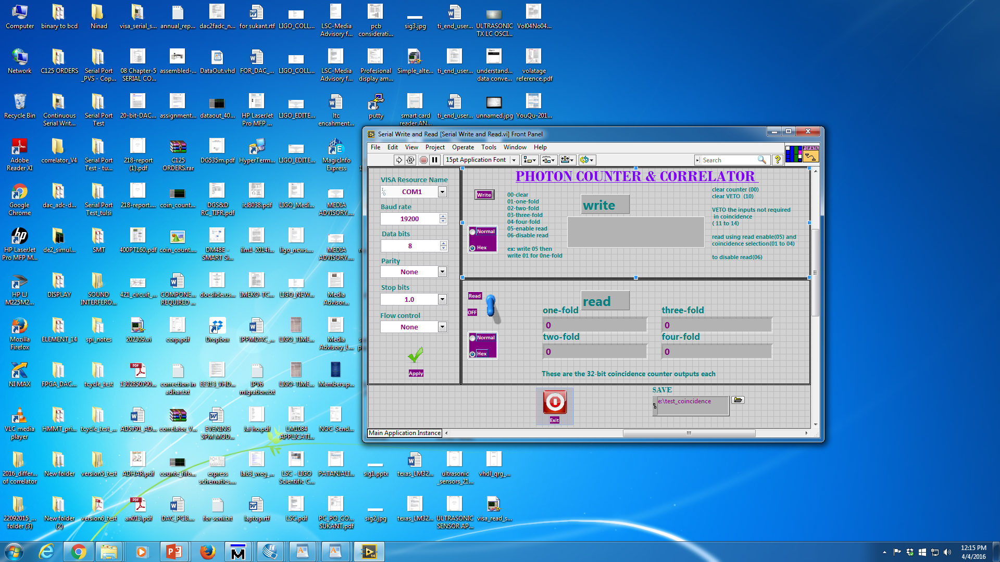 Computer
binary to bcd
Ninad
visa_serial_s...
annual_rep...
dac2fadc_n...
for sukant.rtf
LIGO_COLL...
LSC-Media
Advisory f...
pcb
considerati...
sig3.jpg
ti_end_user...
ULTRASONIC
TX LC OSCI...
Vol04No04...
Network
C125 ORDERS
Serial Port
_PVS - Cop...
08 Chapter-5
SERIAL CO...
assembled-...
DataOut.vhd
FOR_DAC_...
LIGO_COLL...
LSC-Media
Advisory f...
Profesional
display am...
Simple_alte...
ti_end_user...
understand...
data conve...
volatage
reference.pdf
Recycle Bin
Continuous
Serial Writ...
Serial Port
Test
20-bit-DAC...
assignment...
dataout_40...
HP LaserJet
Pro MFP ...
LIGO_EDITE...
ltc
encahment...
putty
smart card
reader AN...
ti_end_user...
unnamed.jpg
YouQu-201...
Adobe
Reader XI
correlator_V4
Serial Port
Test - tu...
218-report
(1).pdf
C125
ORDERS.rar
DG535m.pdf
HyperTerm...
LIGO_EDITE...
MagicInfo
Express
Google
Chrome
dac_adc-d...
Serial Port
Test_tulsi
218-report....
coin_count...
DGS&D
RC_TIFR.pdf
icl8038.pdf
LIGO_Medi...
MEDIA
ADVISORY....
HP LaserJet
Pro MFP M...
de2_simul...
SMT
400PT160.pdf
coin_count...
DM48E -
SMART Si...
ilm1-2014i...
ligo_news...
MEDIA
ADVISORY....
HP LJ
M225M2...
DISPLAY
SOUND
INTERFERO...
421_circuit_...
COMPONE...
REQUIRED ...
docslide.us...
IMEKO-TC...
LIGO_NEW...
Media
Advisor...
Mozilla
Firefox
ELEMENT_14
spi_notes
202309.vi
corp.pdf
Dropbox
IPPMDAC_...
LIGO_TIME...
Media
Advisory_L...
NI MAX
FPGA_DAC...
tcycle_test
1302850790...
correction in
adhar.txt
EE313_VHD...
IPV6
migration.txt
LIGO-TIME...
Members.p...
VLC media
player
HMMT_pri...
tcycle_test_...
AD5791_AD...
correlator_V...
EVENING
5PM MOD...
Jai ho.pdf
LM1084
APPLICATI...
NOC-Send...
2016_differ...
of correlator
New folder
version5_test
ADHAR.pdf
counte_fifo...
express
schematics....
lab3_vreg_...
LSC - LIGO
Scientific C...
PATANJALI...
sig1.pptx
texas_LM32...
ultrasonic
_sensors_21...
vhdl_qrg_...
22092015_...
folder (3)
New folder
(2)
version6_test
an013.pdf
DAC_PCB....
for soni.txt
laptop.rtf
LSC.pdf
PC_PO_CO...
SUKANT.pdf
sig2.jpg
texas_LM32...
ULTRASONIC
SENSOR AP...
visa_read_s...
Serial Write and Read [Serial Write and Read.vi] Front Panel
File Edit View Project Operate Tools Window Help
15pt Application Font
Search
PCPATIL
VISA Resource Name
COM1
Baud rate
19200
Data bits
8
Parity
None
Stop bits
1.0
Flow control
None
Apply
PHOTON COUNTER & CORRELATOR
Write
Normal
Hex
00-clear
01-one-fold
02-two-fold
03-three-fold
04-four-fold
05-enable read
06-disable read
ex: write 05 then
write 01 for 0ne-fold
write
clear counter (00)
clear VETO (10)
VETO the inputs not required
in coincidence
( 11 to 14)
read using read enable(05) and
coincidence selection(01 to 04)
to disable read(06)
Read
OFF
Normal
Hex
read
one-fold
0
three-fold
0
two-fold
0
four-fold
0
These are the 32-bit coincidence counter outputs each
Exit
SAVE
e:\test_coincidence
Main Application Instance
12:15 PM
4/4/2016